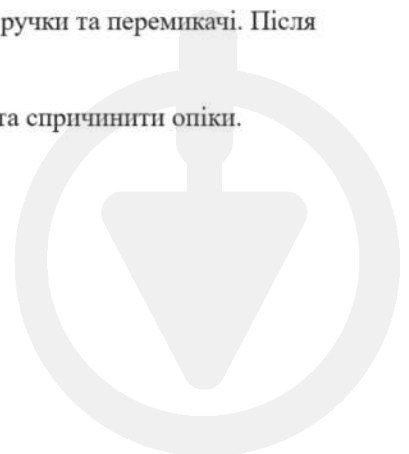 ручки та перемикачі. Після
та спричинити опіки.